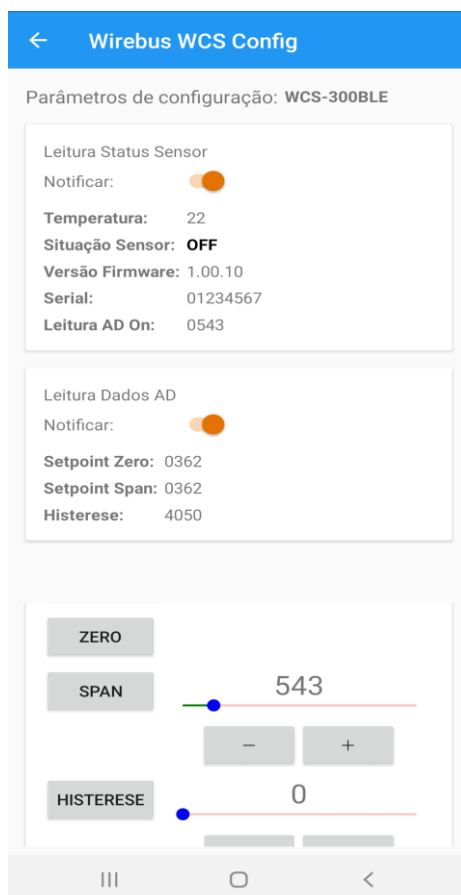 Wirebus WCS Config
Parâmetros de configuração: WCS-300BLE
Leitura Status Sensor
Notificar:
Temperatura: 22
Situação Sensor: OFF
Versão Firmware: 1.00.10
Serial: 01234567
Leitura AD On: 0543
Leitura Dados AD
Notificar:
Setpoint Zero: 0362
Setpoint Span: 0362
Histerese: 4050
ZERO
SPAN 543
− +
HISTERESE 0